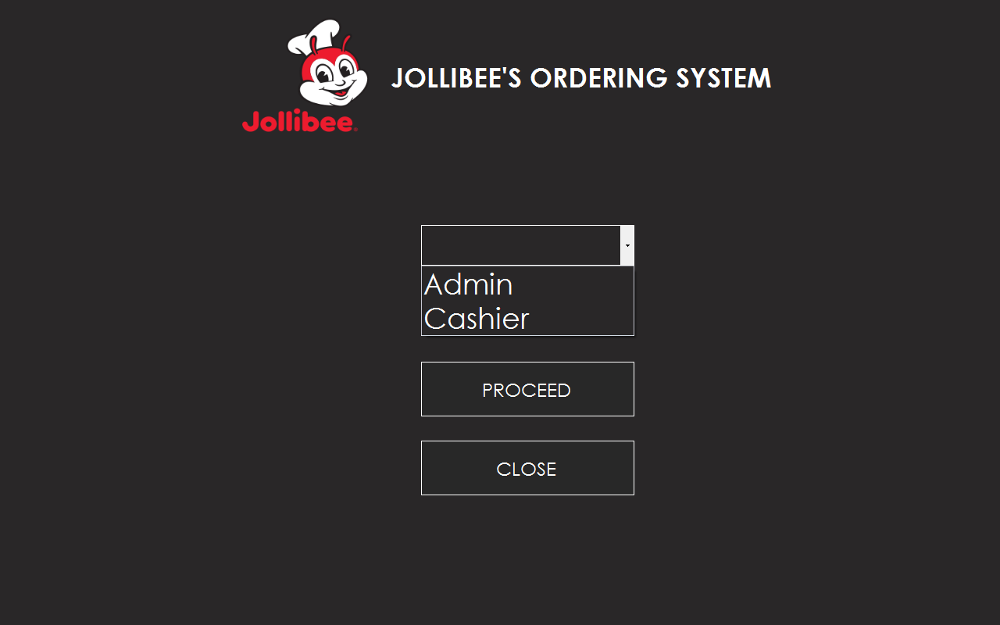 JOLLIBEE'S ORDERING SYSTEM
Jollibee
Admin
Cashier
PROCEED
CLOSE